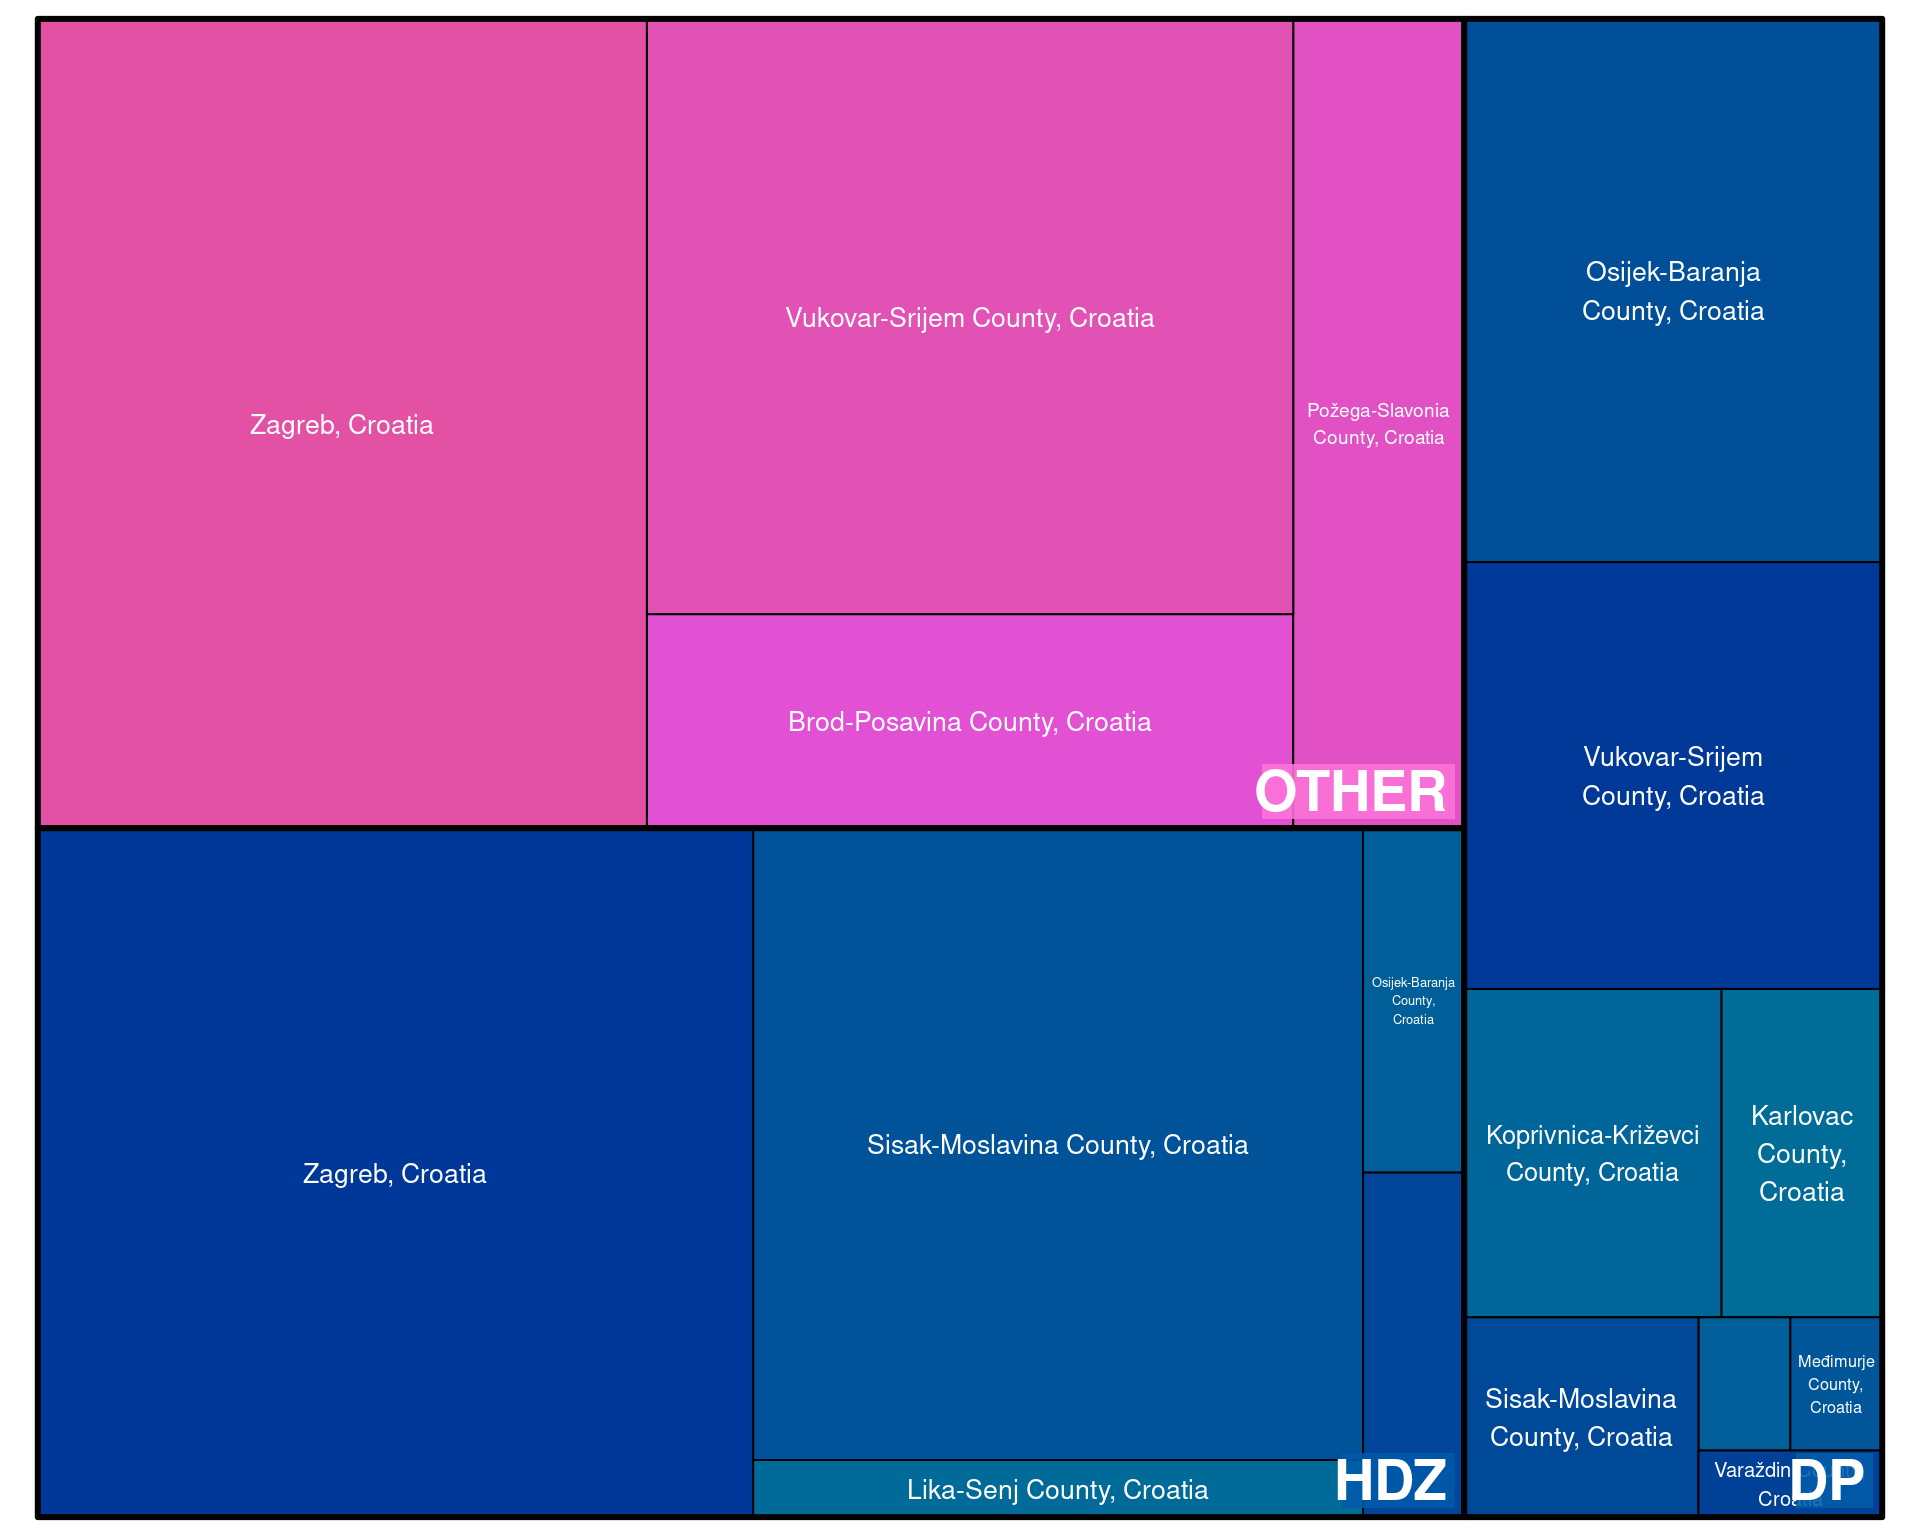 Zagreb, Croatia
Vukovar-Srijem County, Croatia
Požega-Slavonia
County, Croatia
Brod-Posavina County, Croatia
OTHER
Osijek-Baranja
County, Croatia
Vukovar-Srijem
County, Croatia
Zagreb, Croatia
Sisak-Moslavina County, Croatia
Osijek-Baranja
County,
Croatia
Lika-Senj County, Croatia
HDZ
Koprivnica-Križevci
County, Croatia
Karlovac
County,
Croatia
Sisak-Moslavina
County, Croatia
Međimurje
County,
Croatia
Varaždin
Croatia
DP